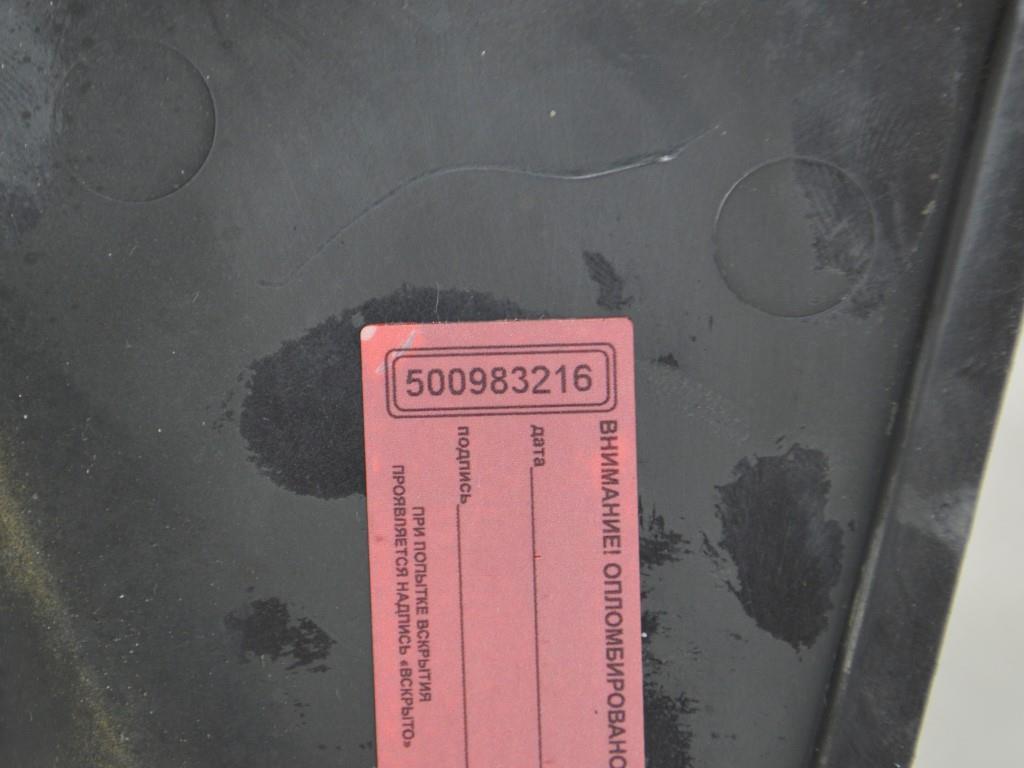 500983216
ВНИМАНИЕ! ОПЛОМБИРОВАНО
дата
подпись
ПРИ ПОПЫТКЕ ВСКРЫТИЯ
ПРОЯВЛЯЕТСЯ НАДПИСЬ «ВСКРЫТО»